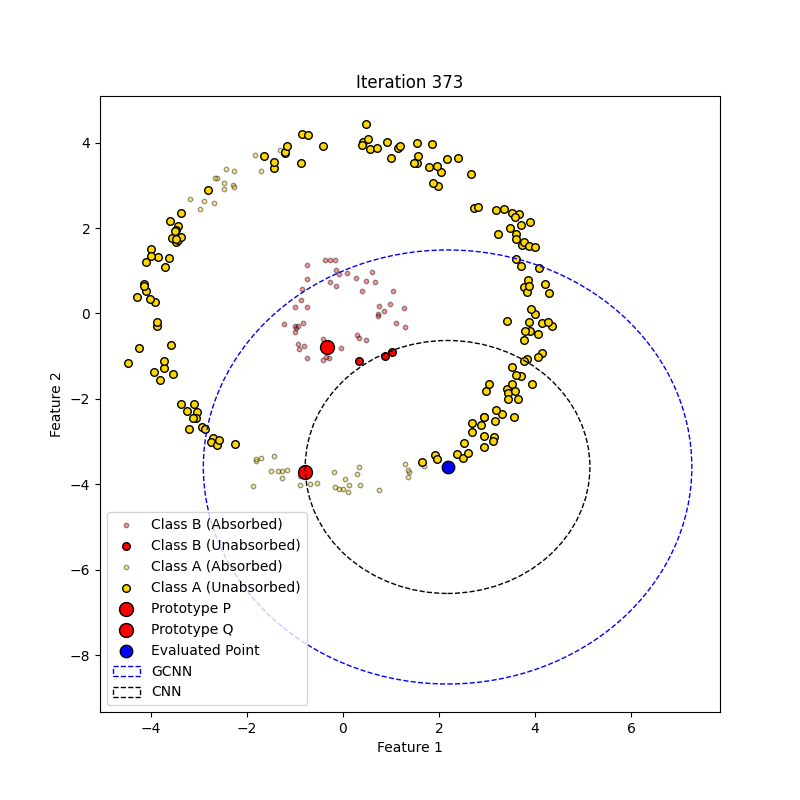 Iteration 373
Feature 2
4
2
0
−2
−4
−6
−8
Class B (Absorbed)
Class B (Unabsorbed)
Class A (Absorbed)
Class A (Unabsorbed)
Prototype P
Prototype Q
Evaluated Point
GCNN
CNN
−4 −2 0 2 4 6
Feature 1